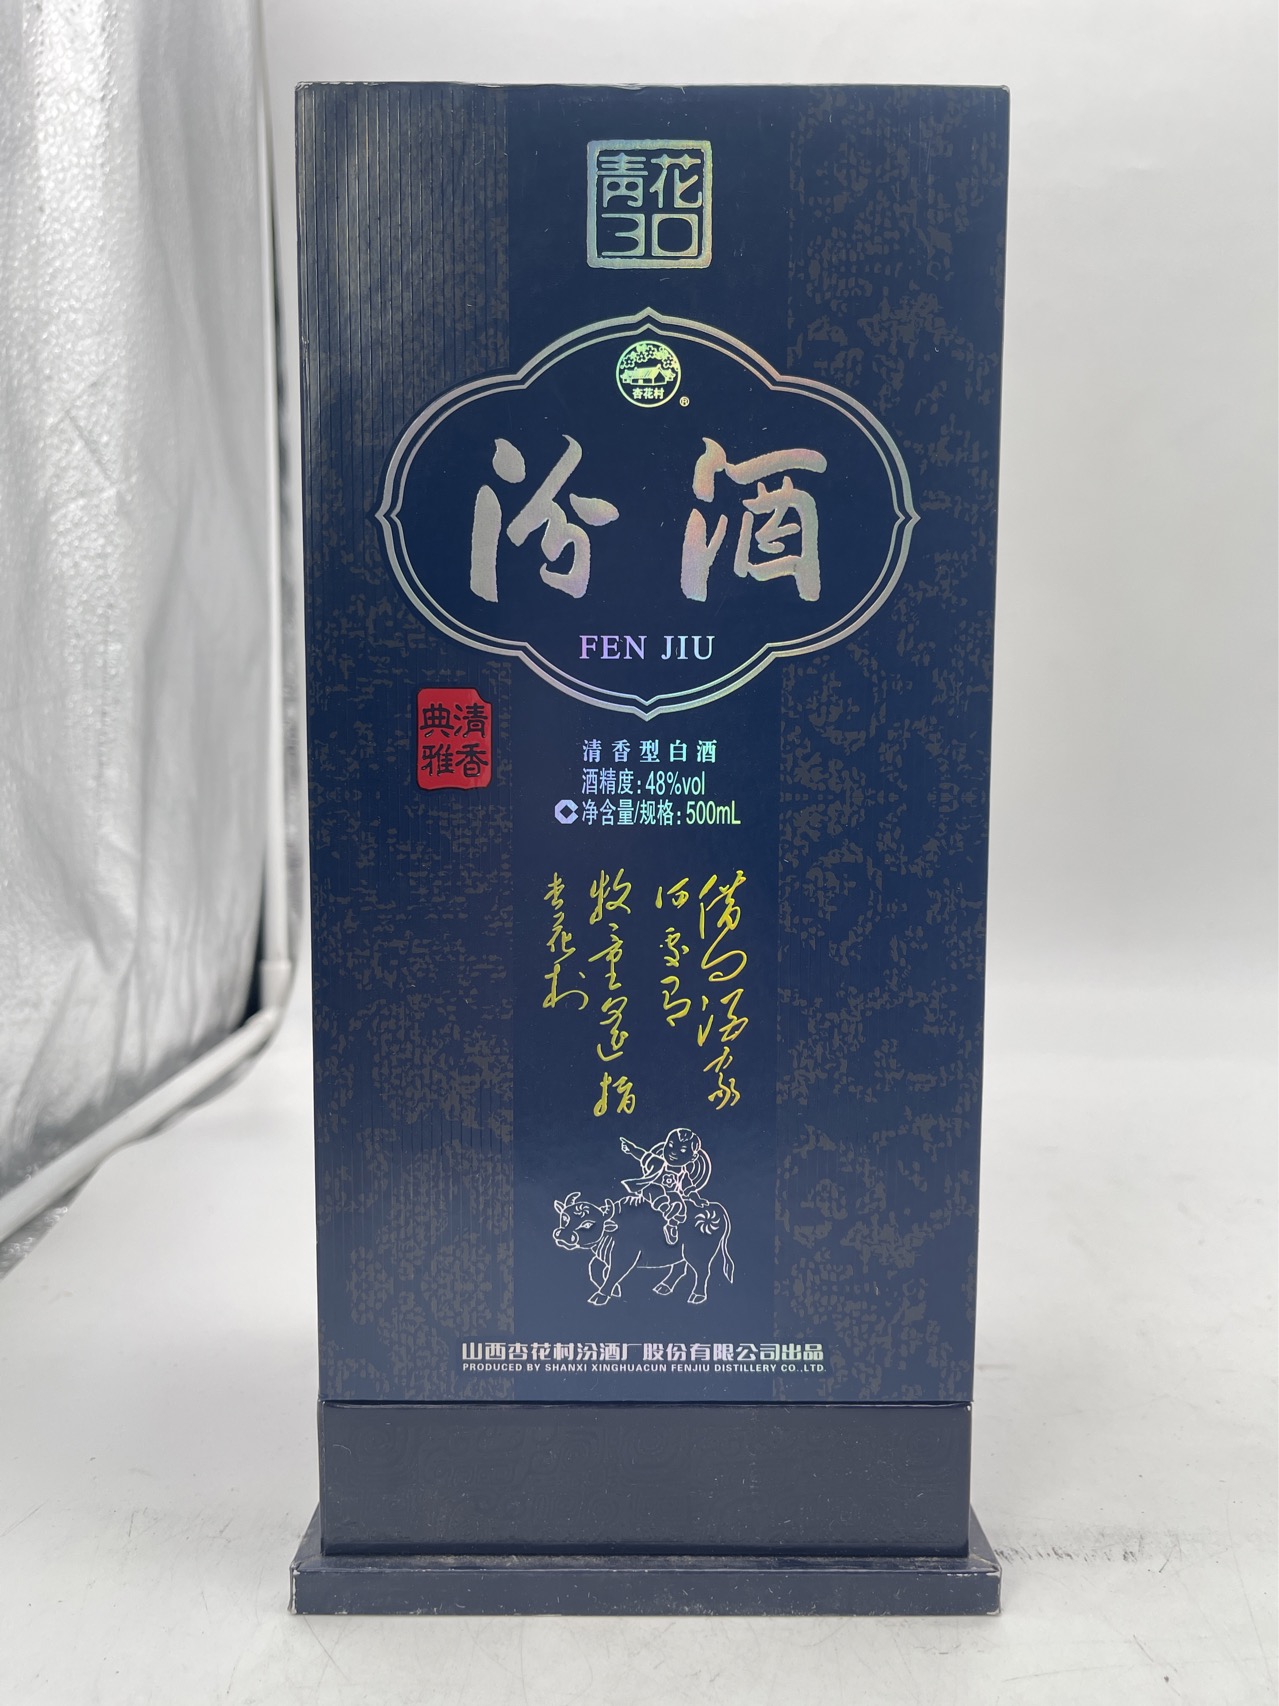 青花
30
杏花村
®
汾酒
FEN JIU
清香
典雅
清香型白酒
酒精度:48%vol
净含量/规格:500mL
借问酒家
何处有
牧童遥指
杏花村
山西杏花村汾酒厂股份有限公司出品
PRODUCED BY SHANXI XINGHUACUN FENJIU DISTILLERY CO.,LTD.